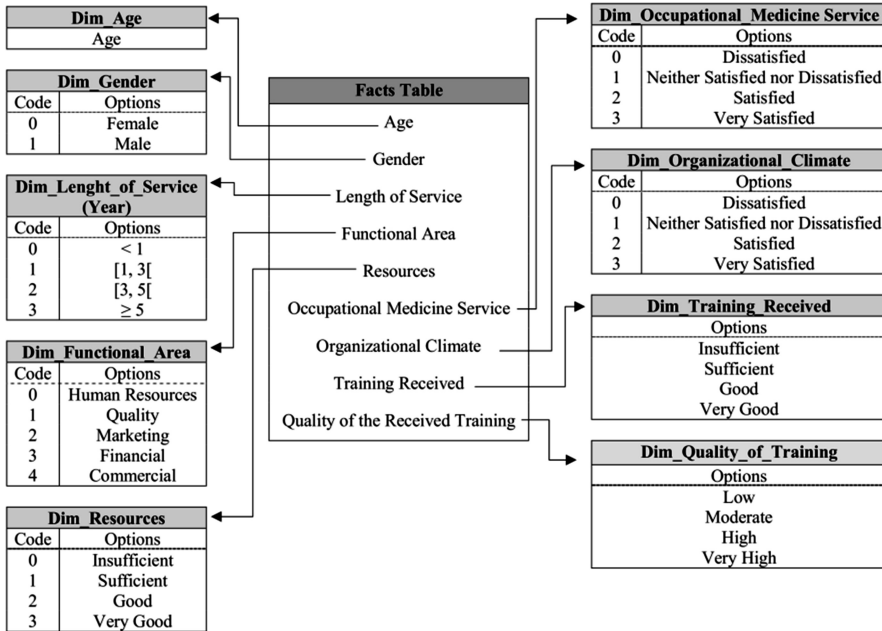 Dim_Age
Age
Dim_Gender
Code Options
0 Female
1 Male
Dim_Lenght_of_Service
(Year)
Code Options
0 < 1
1 [1, 3[
2 [3, 5[
3 ≥ 5
Dim_Functional_Area
Code Options
0 Human Resources
1 Quality
2 Marketing
3 Financial
4 Commercial
Dim_Resources
Code Options
0 Insufficient
1 Sufficient
2 Good
3 Very Good
Facts Table
Age
Gender
Length of Service
Functional Area
Resources
Occupational Medicine Service
Organizational Climate
Training Received
Quality of the Received Training
Dim_Occupational_Medicine Service
Code Options
0 Dissatisfied
1 Neither Satisfied nor Dissatisfied
2 Satisfied
3 Very Satisfied
Dim_Organizational_Climate
Code Options
0 Dissatisfied
1 Neither Satisfied nor Dissatisfied
2 Satisfied
3 Very Satisfied
Dim_Training_Received
Options
Insufficient
Sufficient
Good
Very Good
Dim_Quality_of_Training
Options
Low
Moderate
High
Very High